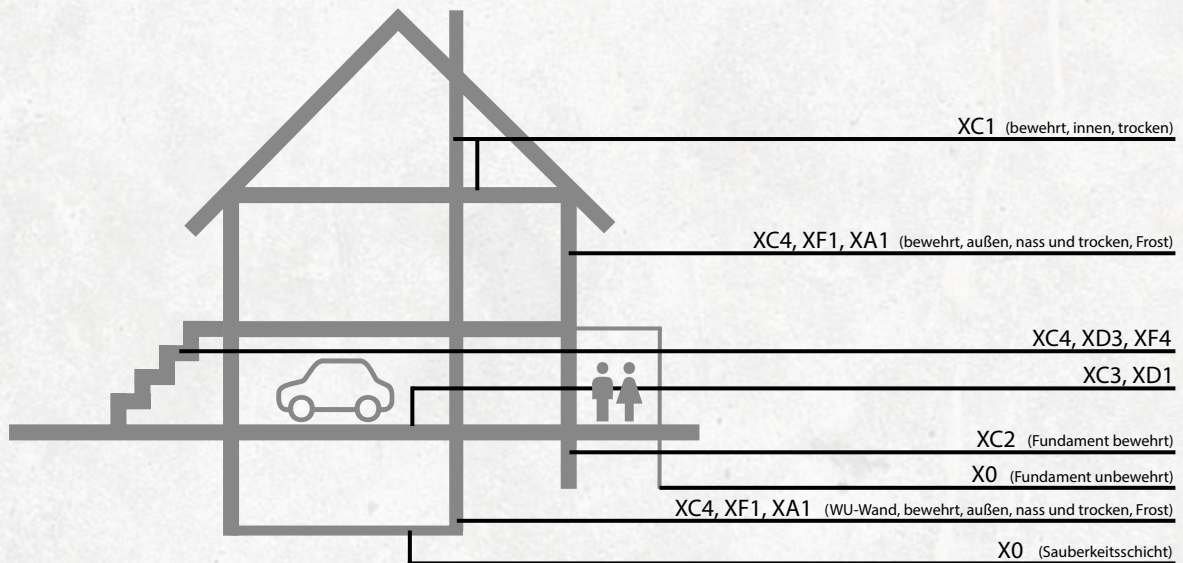 XC1 (bewehrt, innen, trocken)
XC4, XF1, XA1 (bewehrt, außen, nass und trocken, Frost)
XC4, XD3, XF4
XC3, XD1
XC2 (Fundament bewehrt)
X0 (Fundament unbewehrt)
XC4, XF1, XA1 (WU-Wand, bewehrt, außen, nass und trocken, Frost)
X0 (Sauberkeitsschicht)